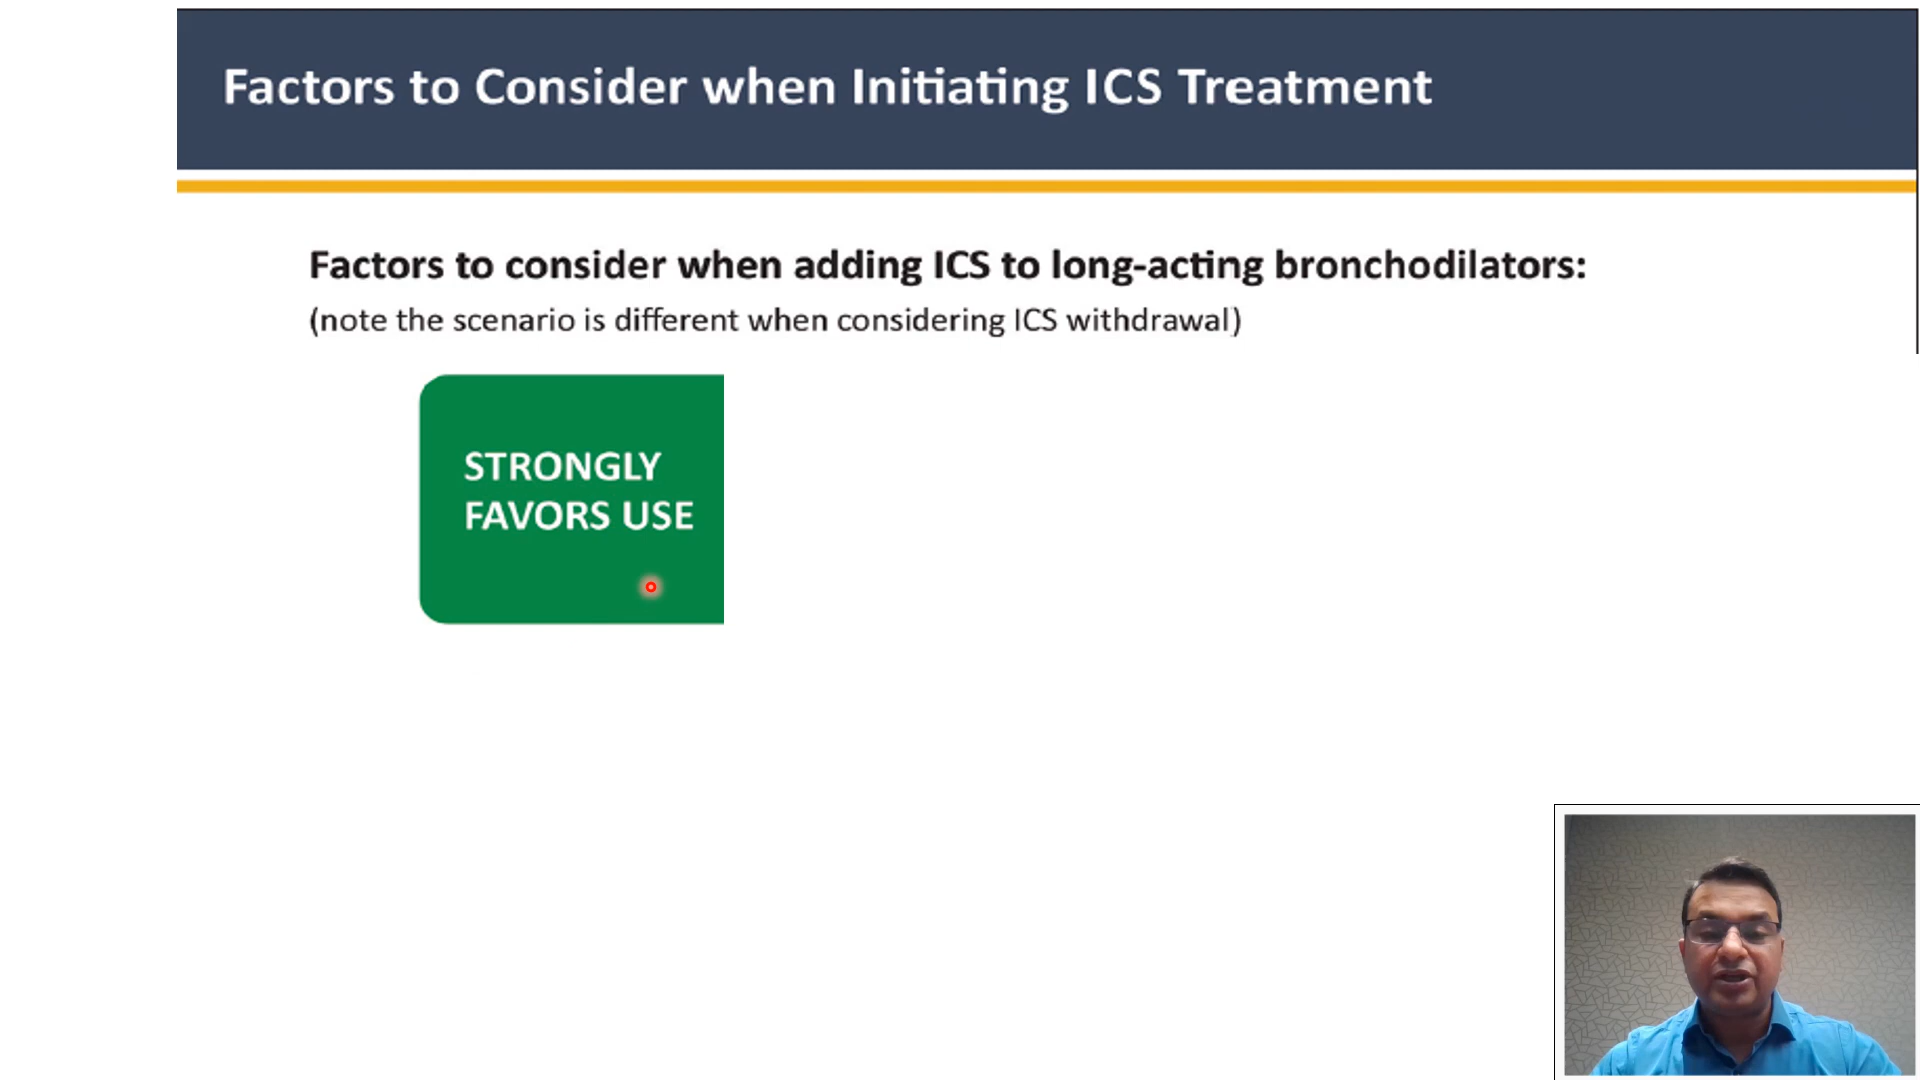 Factors to Consider when Initiating ICS Treatment
Factors to consider when adding ICS to long-acting bronchodilators:
(note the scenario is different when considering ICS withdrawal)
STRONGLY
FAVORS USE